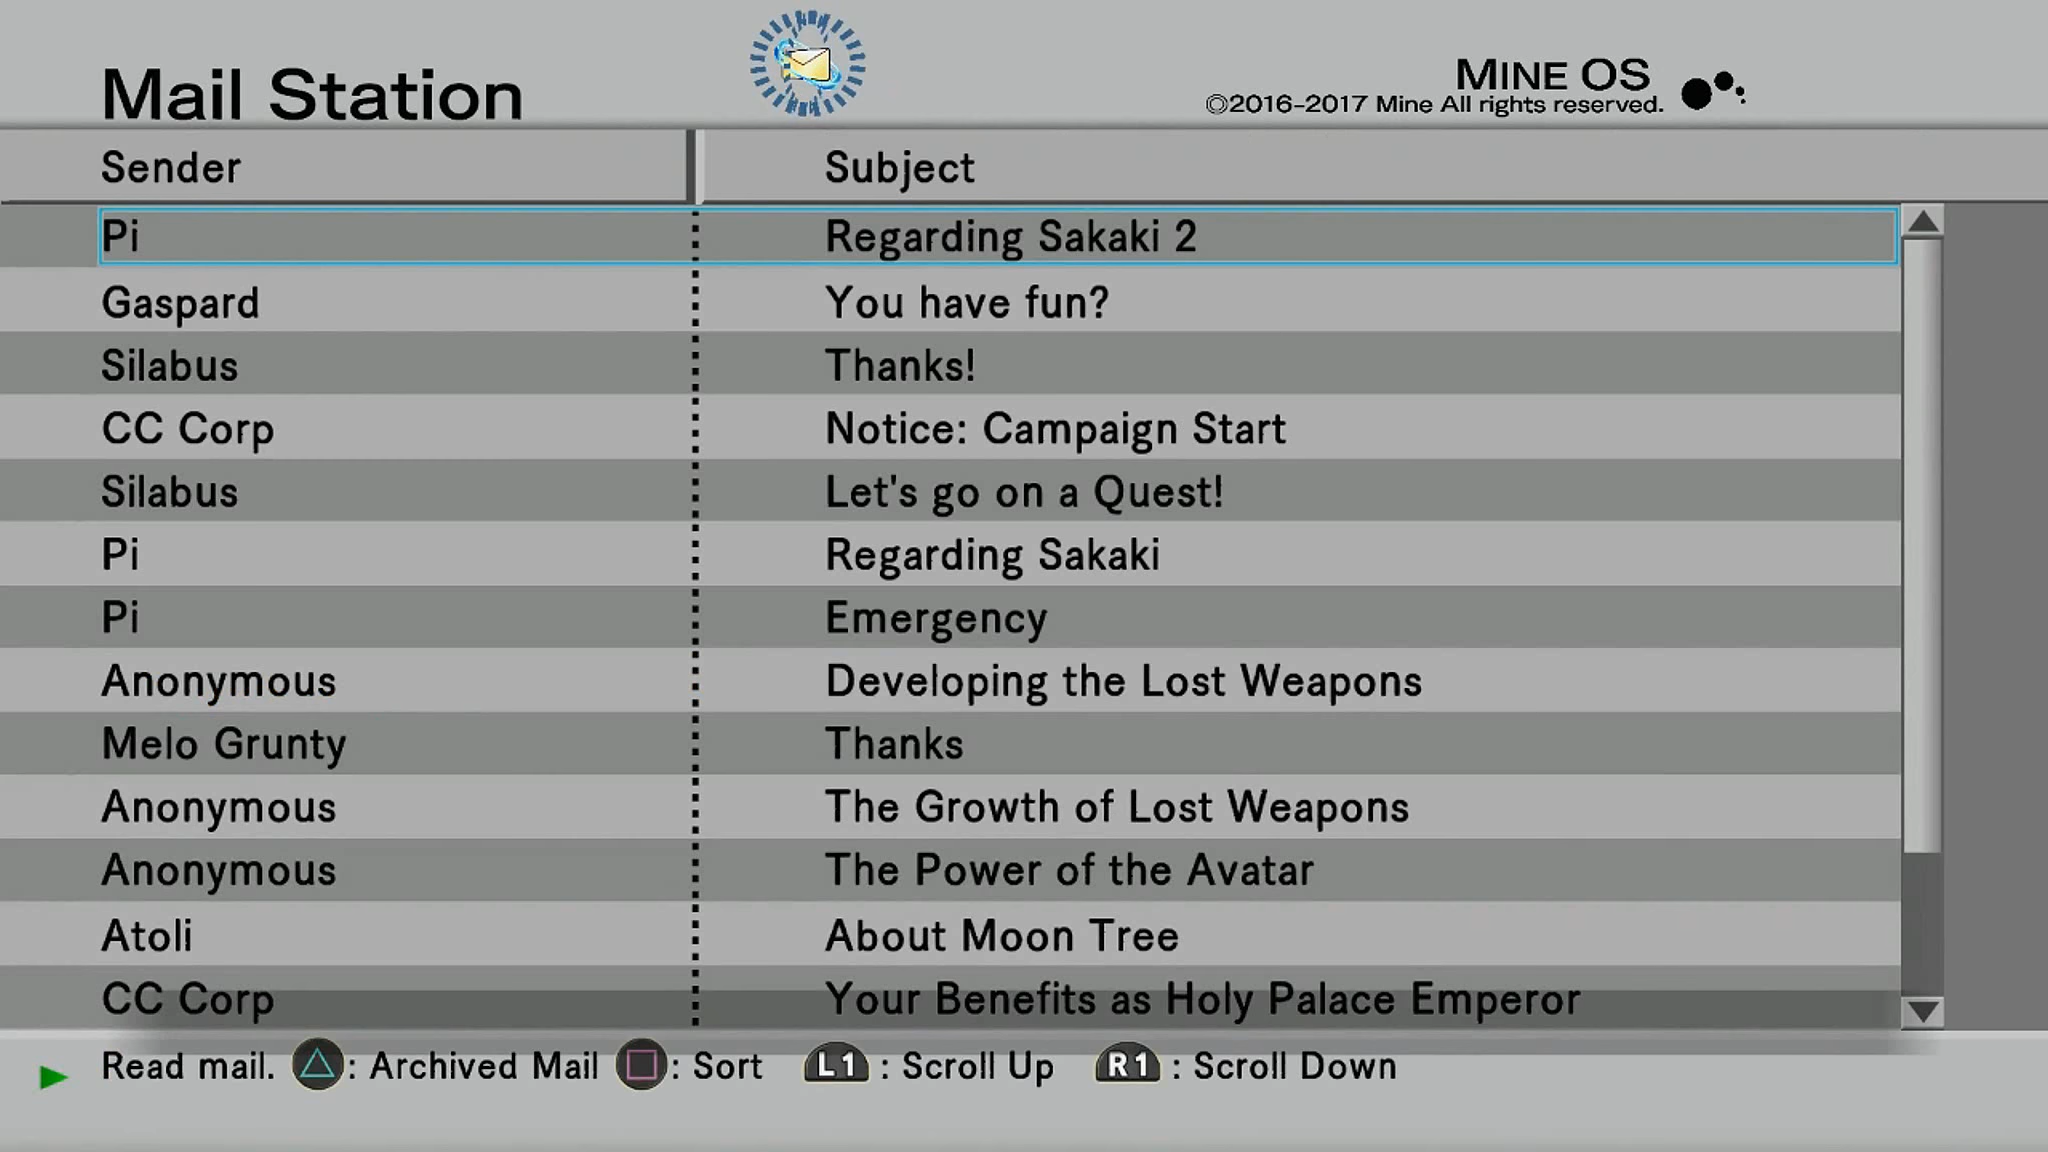 Mail Station
MINE OS
©2016-2017 Mine All rights reserved.
Sender Subject
Pi Regarding Sakaki 2
Gaspard You have fun?
Silabus Thanks!
CC Corp Notice: Campaign Start
Silabus Let's go on a Quest!
Pi Regarding Sakaki
Pi Emergency
Anonymous Developing the Lost Weapons
Melo Grunty Thanks
Anonymous The Growth of Lost Weapons
Anonymous The Power of the Avatar
Atoli About Moon Tree
CC Corp Your Benefits as Holy Palace Emperor
Read mail. : Archived Mail : Sort L1 : Scroll Up R1 : Scroll Down